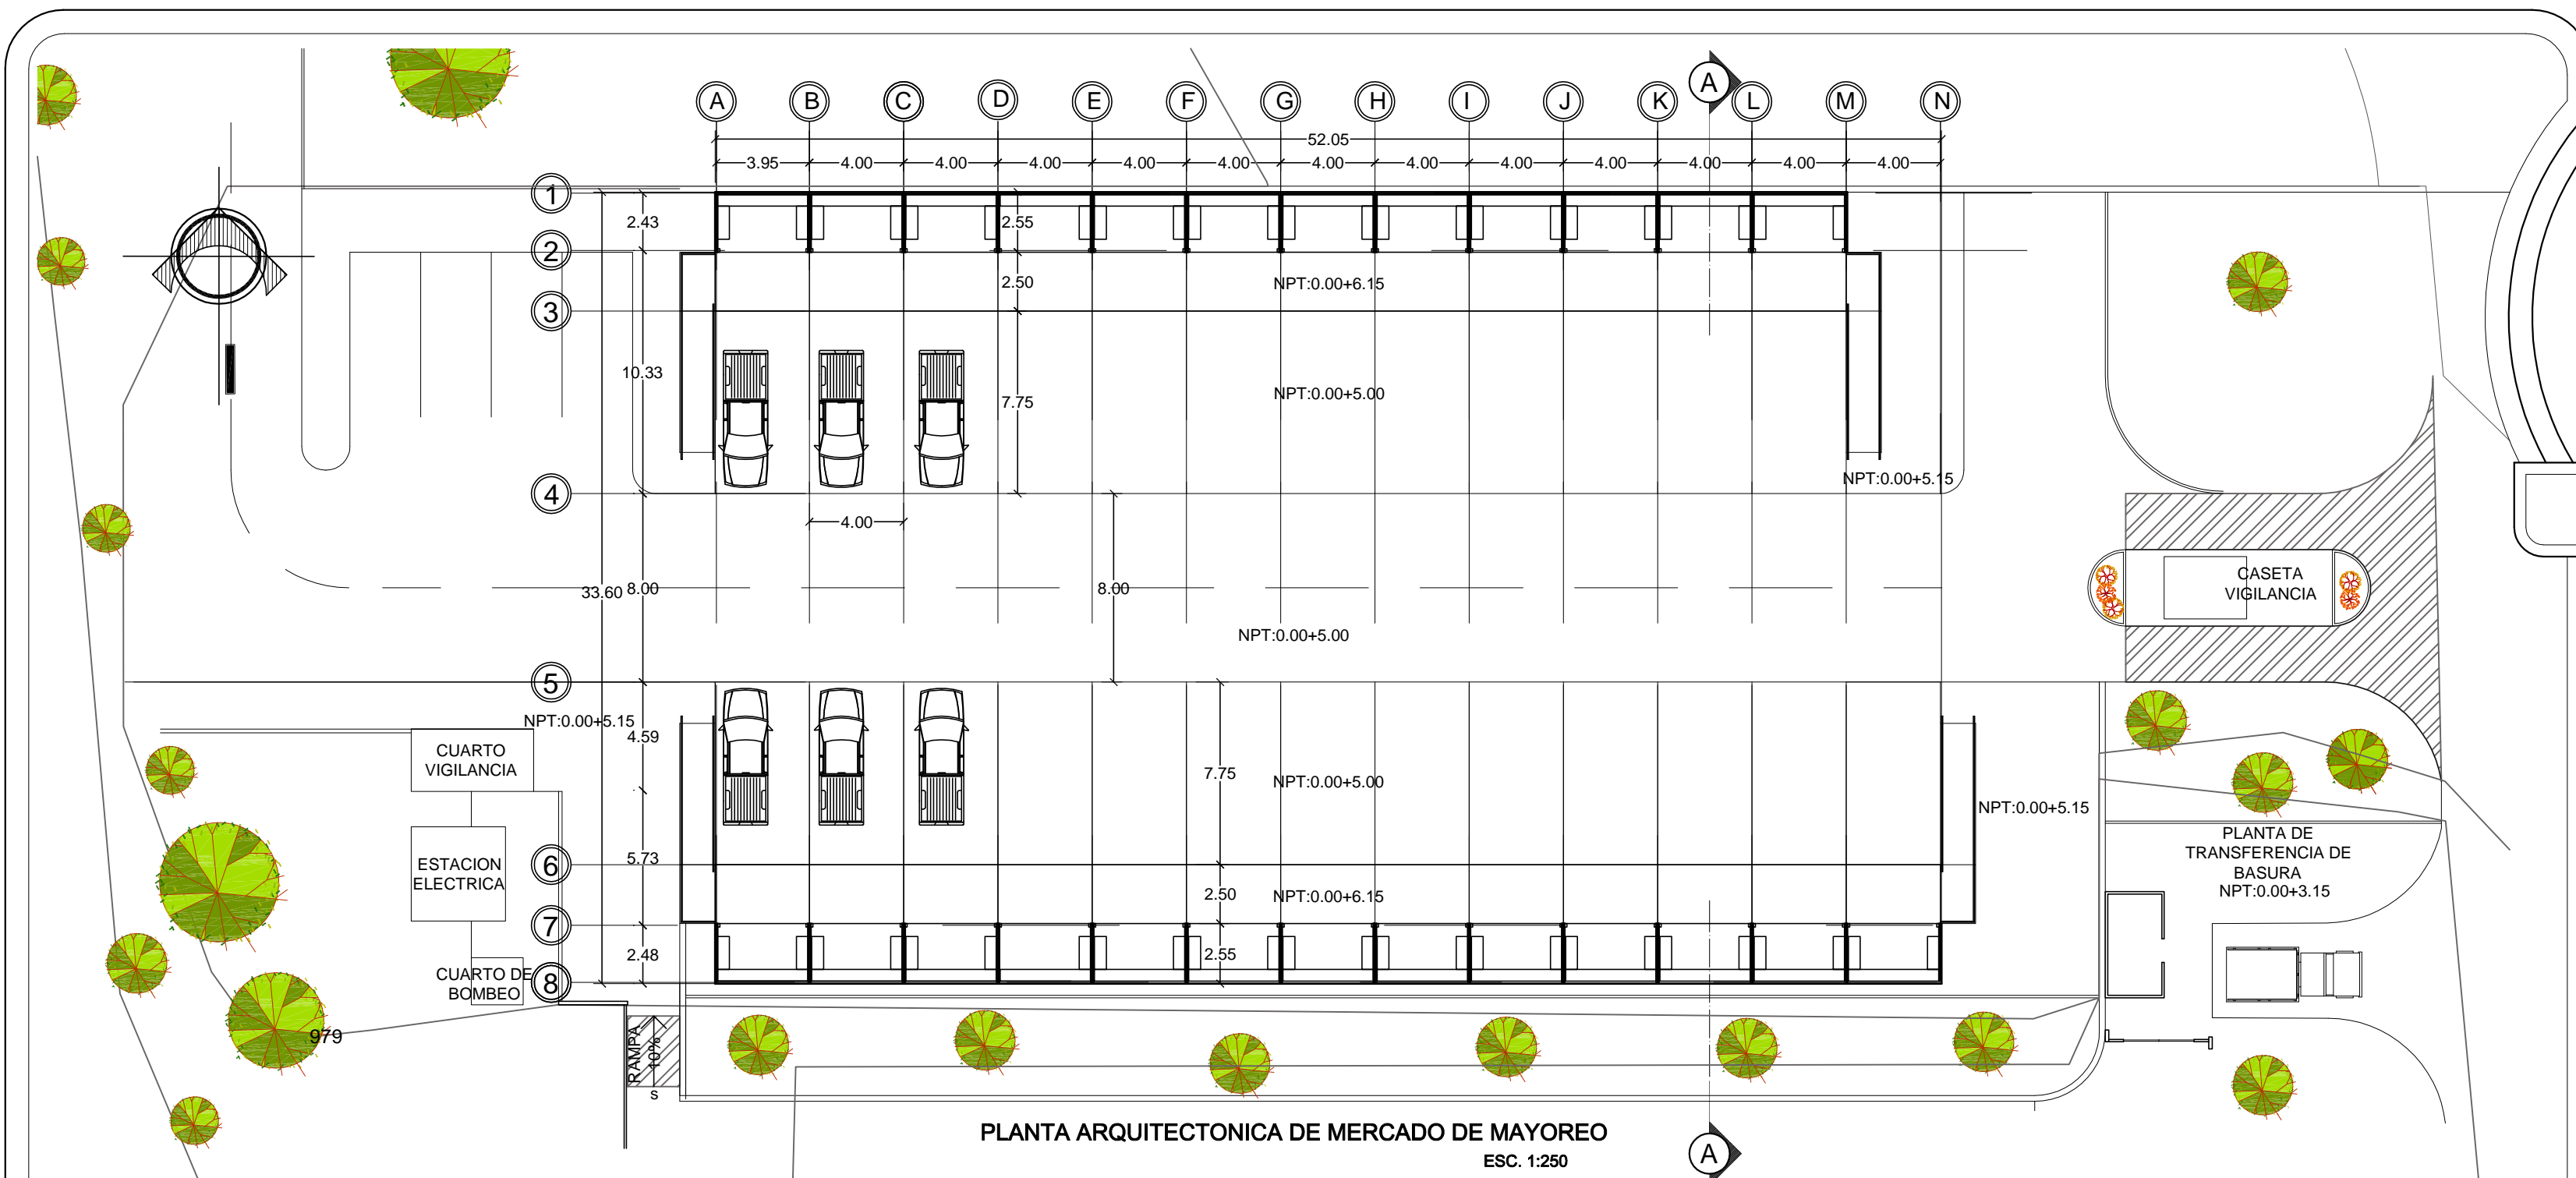 A
A B C D E F G H I J K L M N
52.05
3.95 4.00 4.00 4.00 4.00 4.00 4.00 4.00 4.00 4.00 4.00 4.00 4.00
1
2.43 2.55
2
2.50 NPT:0.00+6.15
3
10.33 7.75 NPT:0.00+5.00
NPT:0.00+5.15
4
4.00
CASETA
VIGILANCIA
33.60 8.00 8.00
NPT:0.00+5.00
5
NPT:0.00+5.15
4.59
CUARTO
VIGILANCIA
7.75 NPT:0.00+5.00
NPT:0.00+5.15
PLANTA DE
TRANSFERENCIA DE
BASURA
NPT:0.00+3.15
ESTACION
ELECTRICA
5.73
6
2.50 NPT:0.00+6.15
7
2.48 2.55
CUARTO DE
BOMBEO
8
979
RAMPA
10%
s
PLANTA ARQUITECTONICA DE MERCADO DE MAYOREO
ESC. 1:250
A